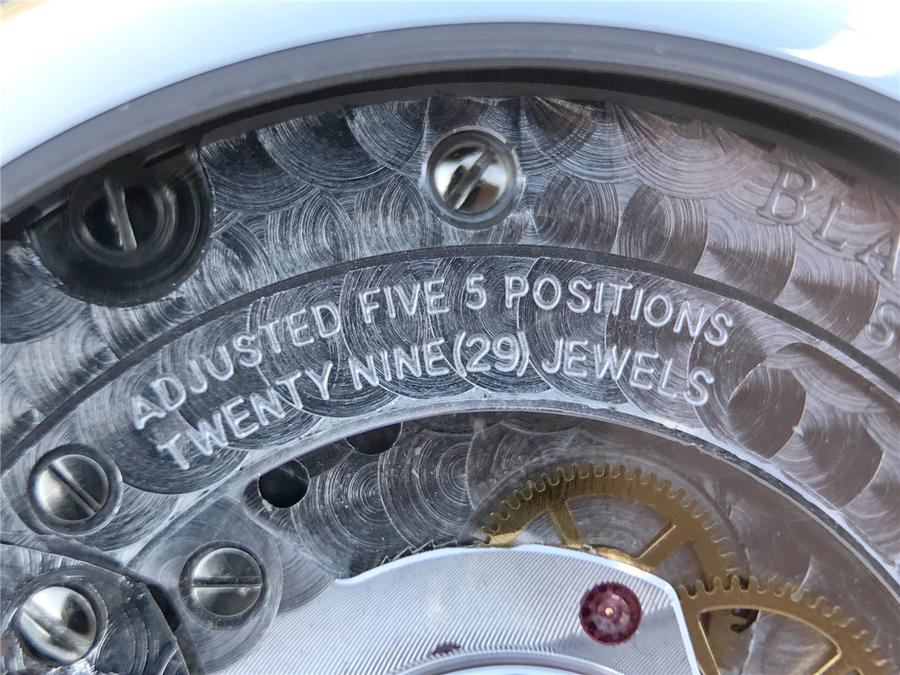 ADJUSTED FIVE 5 POSITIONS
TWENTY NINE(29) JEWELS